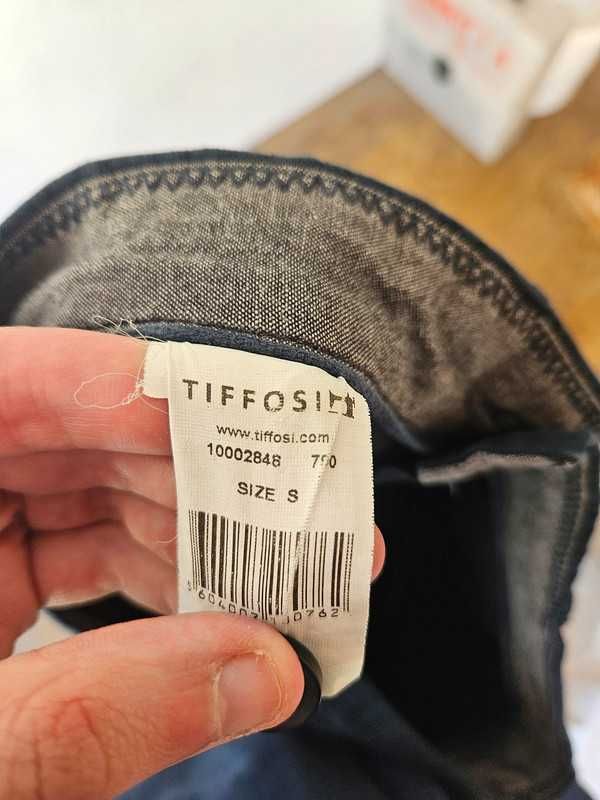 TIFFOSI
www.tiffosi.com
10002848 790
SIZE S